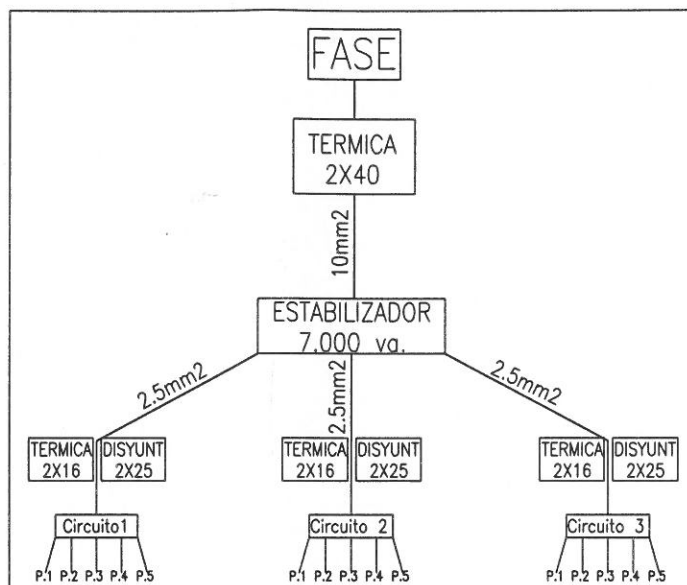 FASE
TERMICA
2X40
10mm2
ESTABILIZADOR
7.000 va.
2.5mm2
2.5mm2
2.5mm2
TERMICA
2X16
DISYUNT
2X25
TERMICA
2X16
DISYUNT
2X25
TERMICA
2X16
DISYUNT
2X25
Circuito1
Circuito 2
Circuito 3
P.1 P.2 P.3 P.4 P.5
P.1 P.2 P.3 P.4 P.5
P.1 P.2 P.3 P.4 P.5